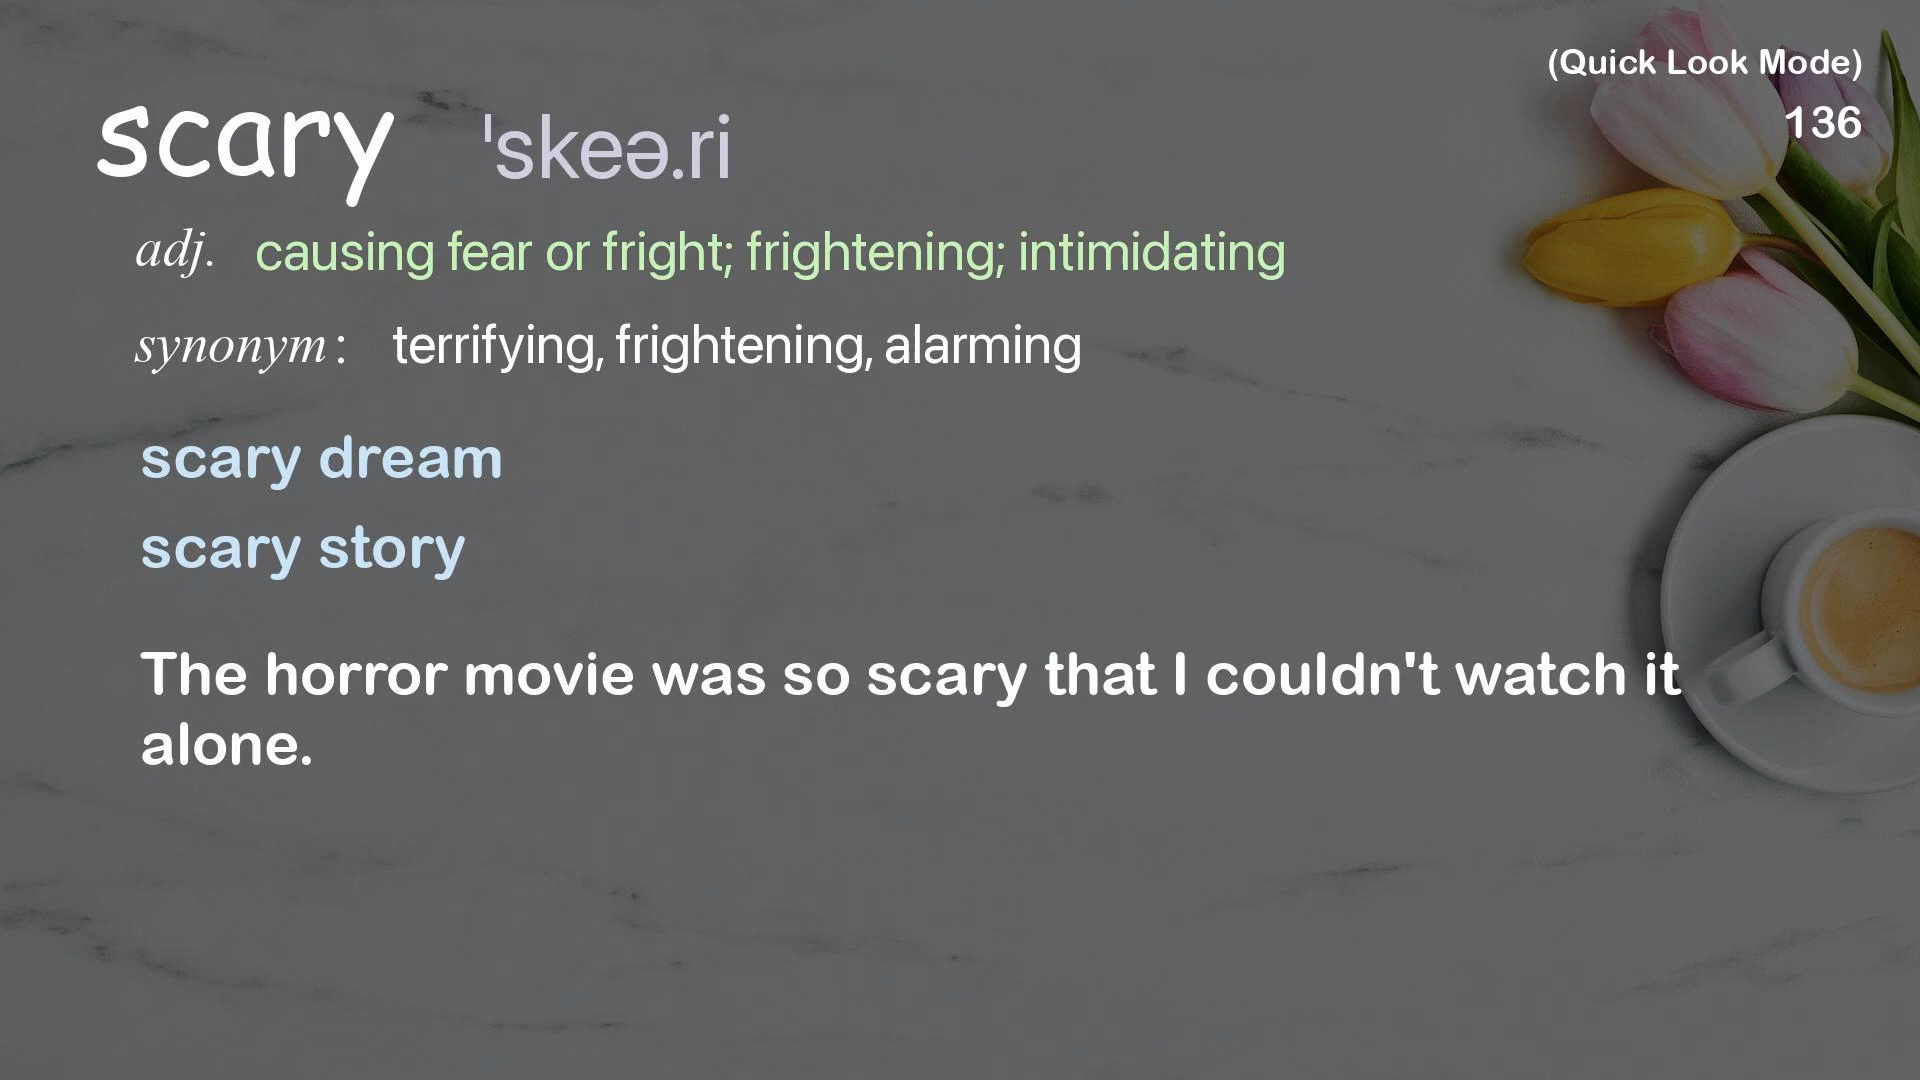 (Quick Look Mode)
136
scary ˈskeə.ri
adj. causing fear or fright; frightening; intimidating
synonym : terrifying, frightening, alarming
scary dream
scary story
The horror movie was so scary that I couldn't watch it
alone.